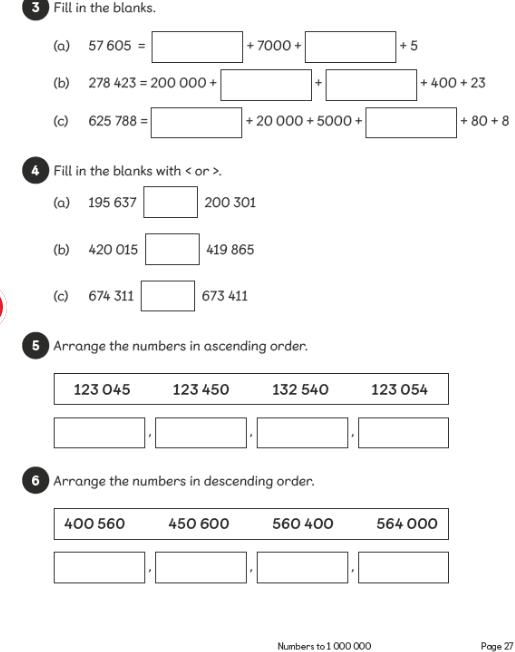 3 Fill in the blanks.
(a) 57 605 = + 7000 + + 5
(b) 278 423 = 200 000 + + + 400 + 23
(c) 625 788 = + 20 000 + 5000 + + 80 + 8
4 Fill in the blanks with < or >.
(a) 195 637 200 301
(b) 420 015 419 865
(c) 674 311 673 411
5 Arrange the numbers in ascending order.
123 045 123 450 132 540 123 054
, , ,
6 Arrange the numbers in descending order.
400 560 450 600 560 400 564 000
, , ,
Numbers to 1 000 000 Page 27